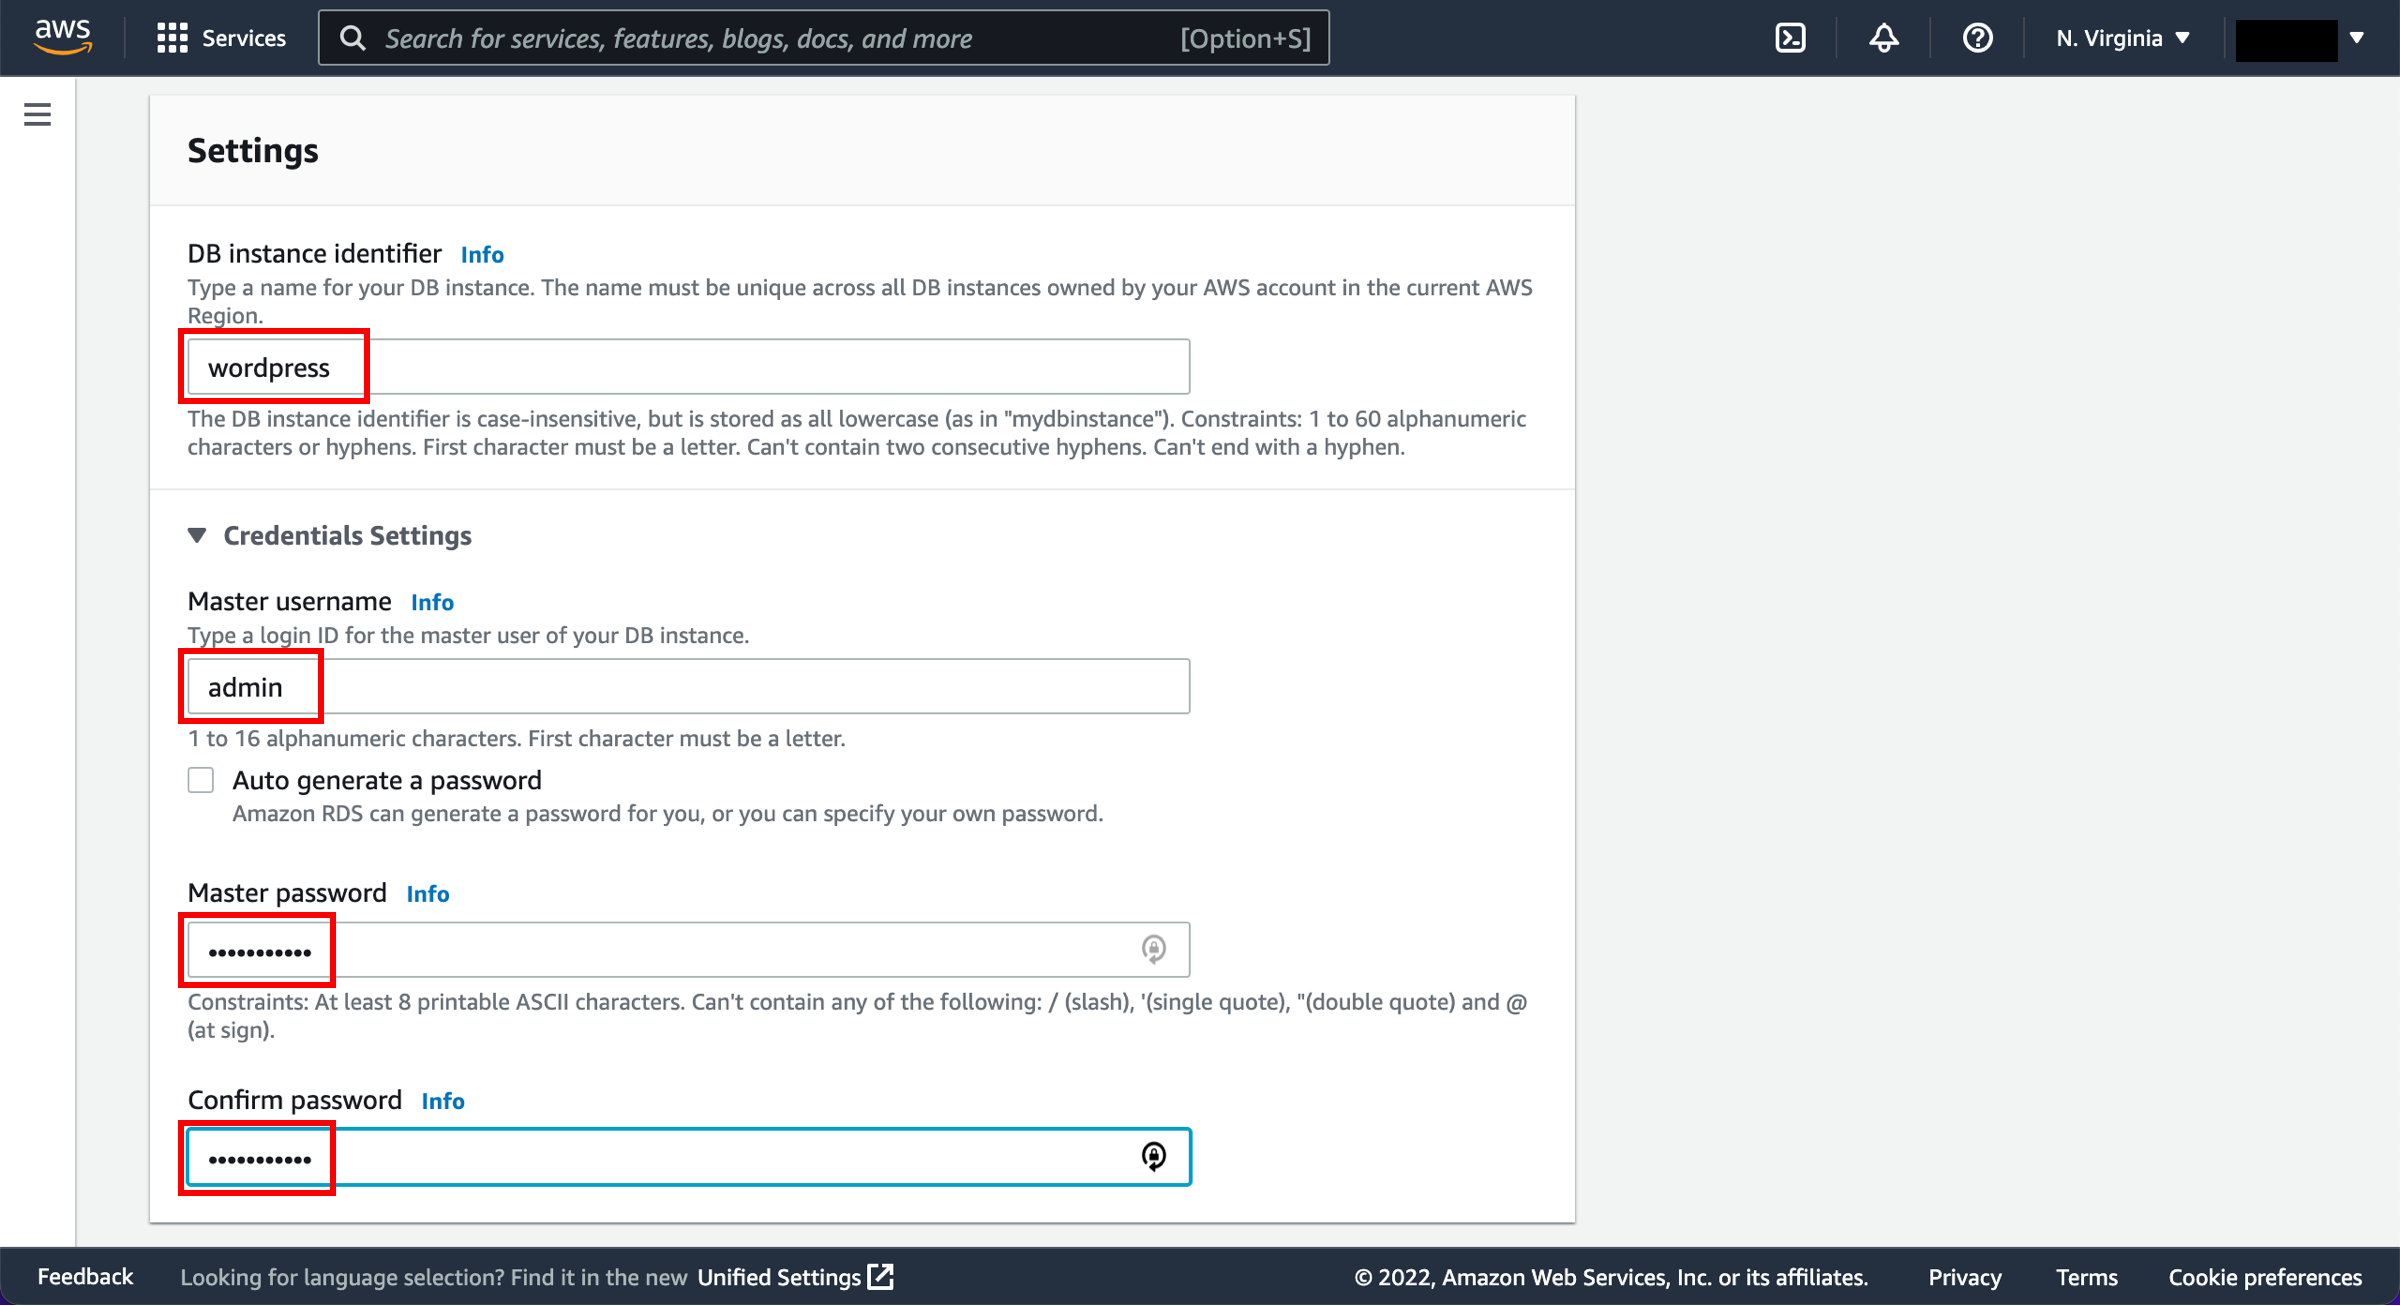 aws
Services
Search for services, features, blogs, docs, and more [Option+S]
N. Virginia
Settings
DB instance identifier Info
Type a name for your DB instance. The name must be unique across all DB instances owned by your AWS account in the current AWS
Region.
wordpress
The DB instance identifier is case-insensitive, but is stored as all lowercase (as in "mydbinstance"). Constraints: 1 to 60 alphanumeric
characters or hyphens. First character must be a letter. Can't contain two consecutive hyphens. Can't end with a hyphen.
Credentials Settings
Master username Info
Type a login ID for the master user of your DB instance.
admin
1 to 16 alphanumeric characters. First character must be a letter.
Auto generate a password
Amazon RDS can generate a password for you, or you can specify your own password.
Master password Info
•••••••••••
Constraints: At least 8 printable ASCII characters. Can't contain any of the following: / (slash), '(single quote), "(double quote) and @
(at sign).
Confirm password Info
•••••••••••
Feedback Looking for language selection? Find it in the new Unified Settings © 2022, Amazon Web Services, Inc. or its affiliates. Privacy Terms Cookie preferences